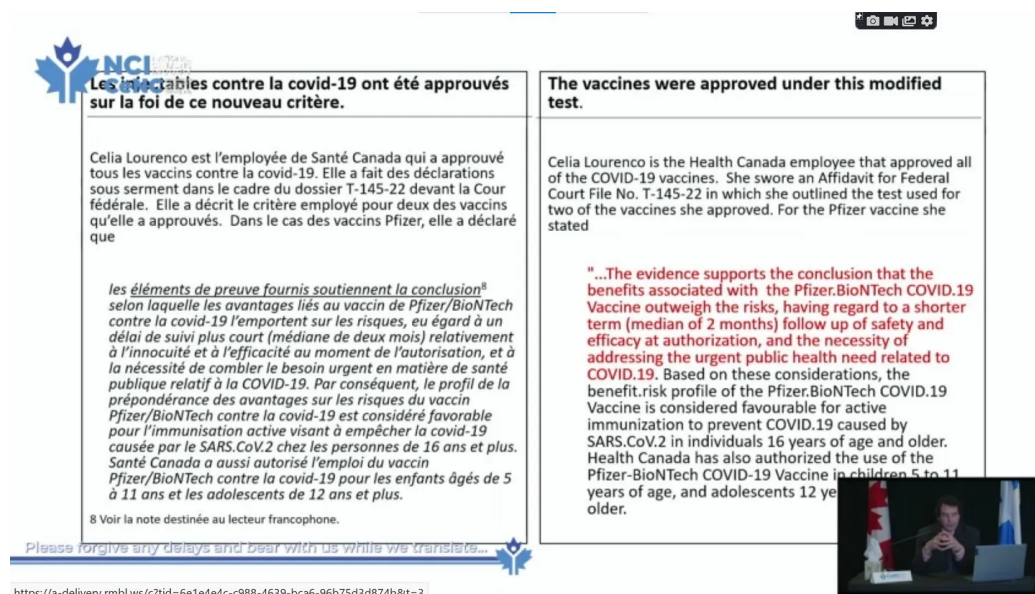 NCI
Les injectables contre la covid-19 ont été approuvés
sur la foi de ce nouveau critère.
Celia Lourenco est l'employée de Santé Canada qui a approuvé
tous les vaccins contre la covid-19. Elle a fait des déclarations
sous serment dans le cadre du dossier T-145-22 devant la Cour
fédérale. Elle a décrit le critère employé pour deux des vaccins
qu'elle a approuvés. Dans le cas des vaccins Pfizer, elle a déclaré
que
les éléments de preuve fournis soutiennent la conclusion8
selon laquelle les avantages liés au vaccin de Pfizer/BioNTech
contre la covid-19 l'emportent sur les risques, eu égard à un
délai de suivi plus court (médiane de deux mois) relativement
à l'innocuité et à l'efficacité au moment de l'autorisation, et à
la nécessité de combler le besoin urgent en matière de santé
publique relatif à la COVID-19. Par conséquent, le profil de la
prépondérance des avantages sur les risques du vaccin
Pfizer/BioNTech contre la covid-19 est considéré favorable
pour l'immunisation active visant à empêcher la covid-19
causée par le SARS.CoV.2 chez les personnes de 16 ans et plus.
Santé Canada a aussi autorisé l'emploi du vaccin
Pfizer/BioNTech contre la covid-19 pour les enfants âgés de 5
à 11 ans et les adolescents de 12 ans et plus.
8 Voir la note destinée au lecteur francophone.
The vaccines were approved under this modified
test.
Celia Lourenco is the Health Canada employee that approved all
of the COVID-19 vaccines. She swore an Affidavit for Federal
Court File No. T-145-22 in which she outlined the test used for
two of the vaccines she approved. For the Pfizer vaccine she
stated
"...The evidence supports the conclusion that the
benefits associated with the Pfizer.BioNTech COVID.19
Vaccine outweigh the risks, having regard to a shorter
term (median of 2 months) follow up of safety and
efficacy at authorization, and the necessity of
addressing the urgent public health need related to
COVID.19. Based on these considerations, the
benefit.risk profile of the Pfizer.BioNTech COVID.19
Vaccine is considered favourable for active
immunization to prevent COVID.19 caused by
SARS.CoV.2 in individuals 16 years of age and older.
Health Canada has also authorized the use of the
Pfizer-BioNTech COVID-19 Vaccine in children 5 to 11
years of age, and adolescents 12 ye
older.
Please forgive any delays and bear with us while we translate...